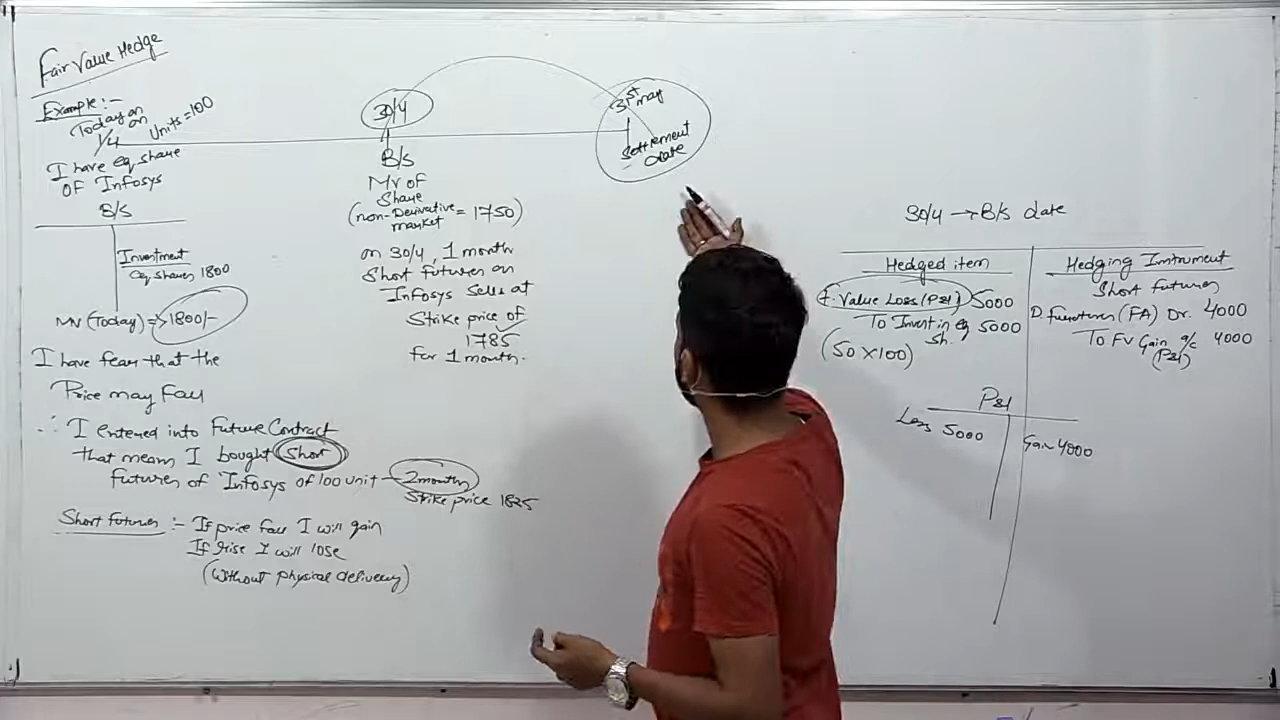 Fair Value Hedge
Example :-
Today on
on
1/4
Units = 100
I have eq share
OF Infosys
B/S
Investment
eq shares 1800
MV (Today) => 1800/-
I have fear that the
Price may Fall
∴ I entered into Future Contract
that means I bought Short
futures of Infosys of 100 unit - 2 month
Strike price 1825
Short Futures :- If price fall I will gain
If rise I will lose
(Without physical delivery)
30/4
B/s
Mv of
Share
(non-Derivative = 1750)
market
on 30/4, 1 month
Short futures on
Infosys sells at
Strike price of
1785
for 1 month.
31st may
Settlement
date
30/4 → B/s date
Hedged item
F. Value Loss (P&l) 5000
To Invest in eq 5000
Sh.
(50 × 100)
Hedging Instrument
Short futures
D. Futures (FA) Dr. 4000
To FV Gain a/c 4000
(P&l)
P&l
Loss 5000
Gain 4000